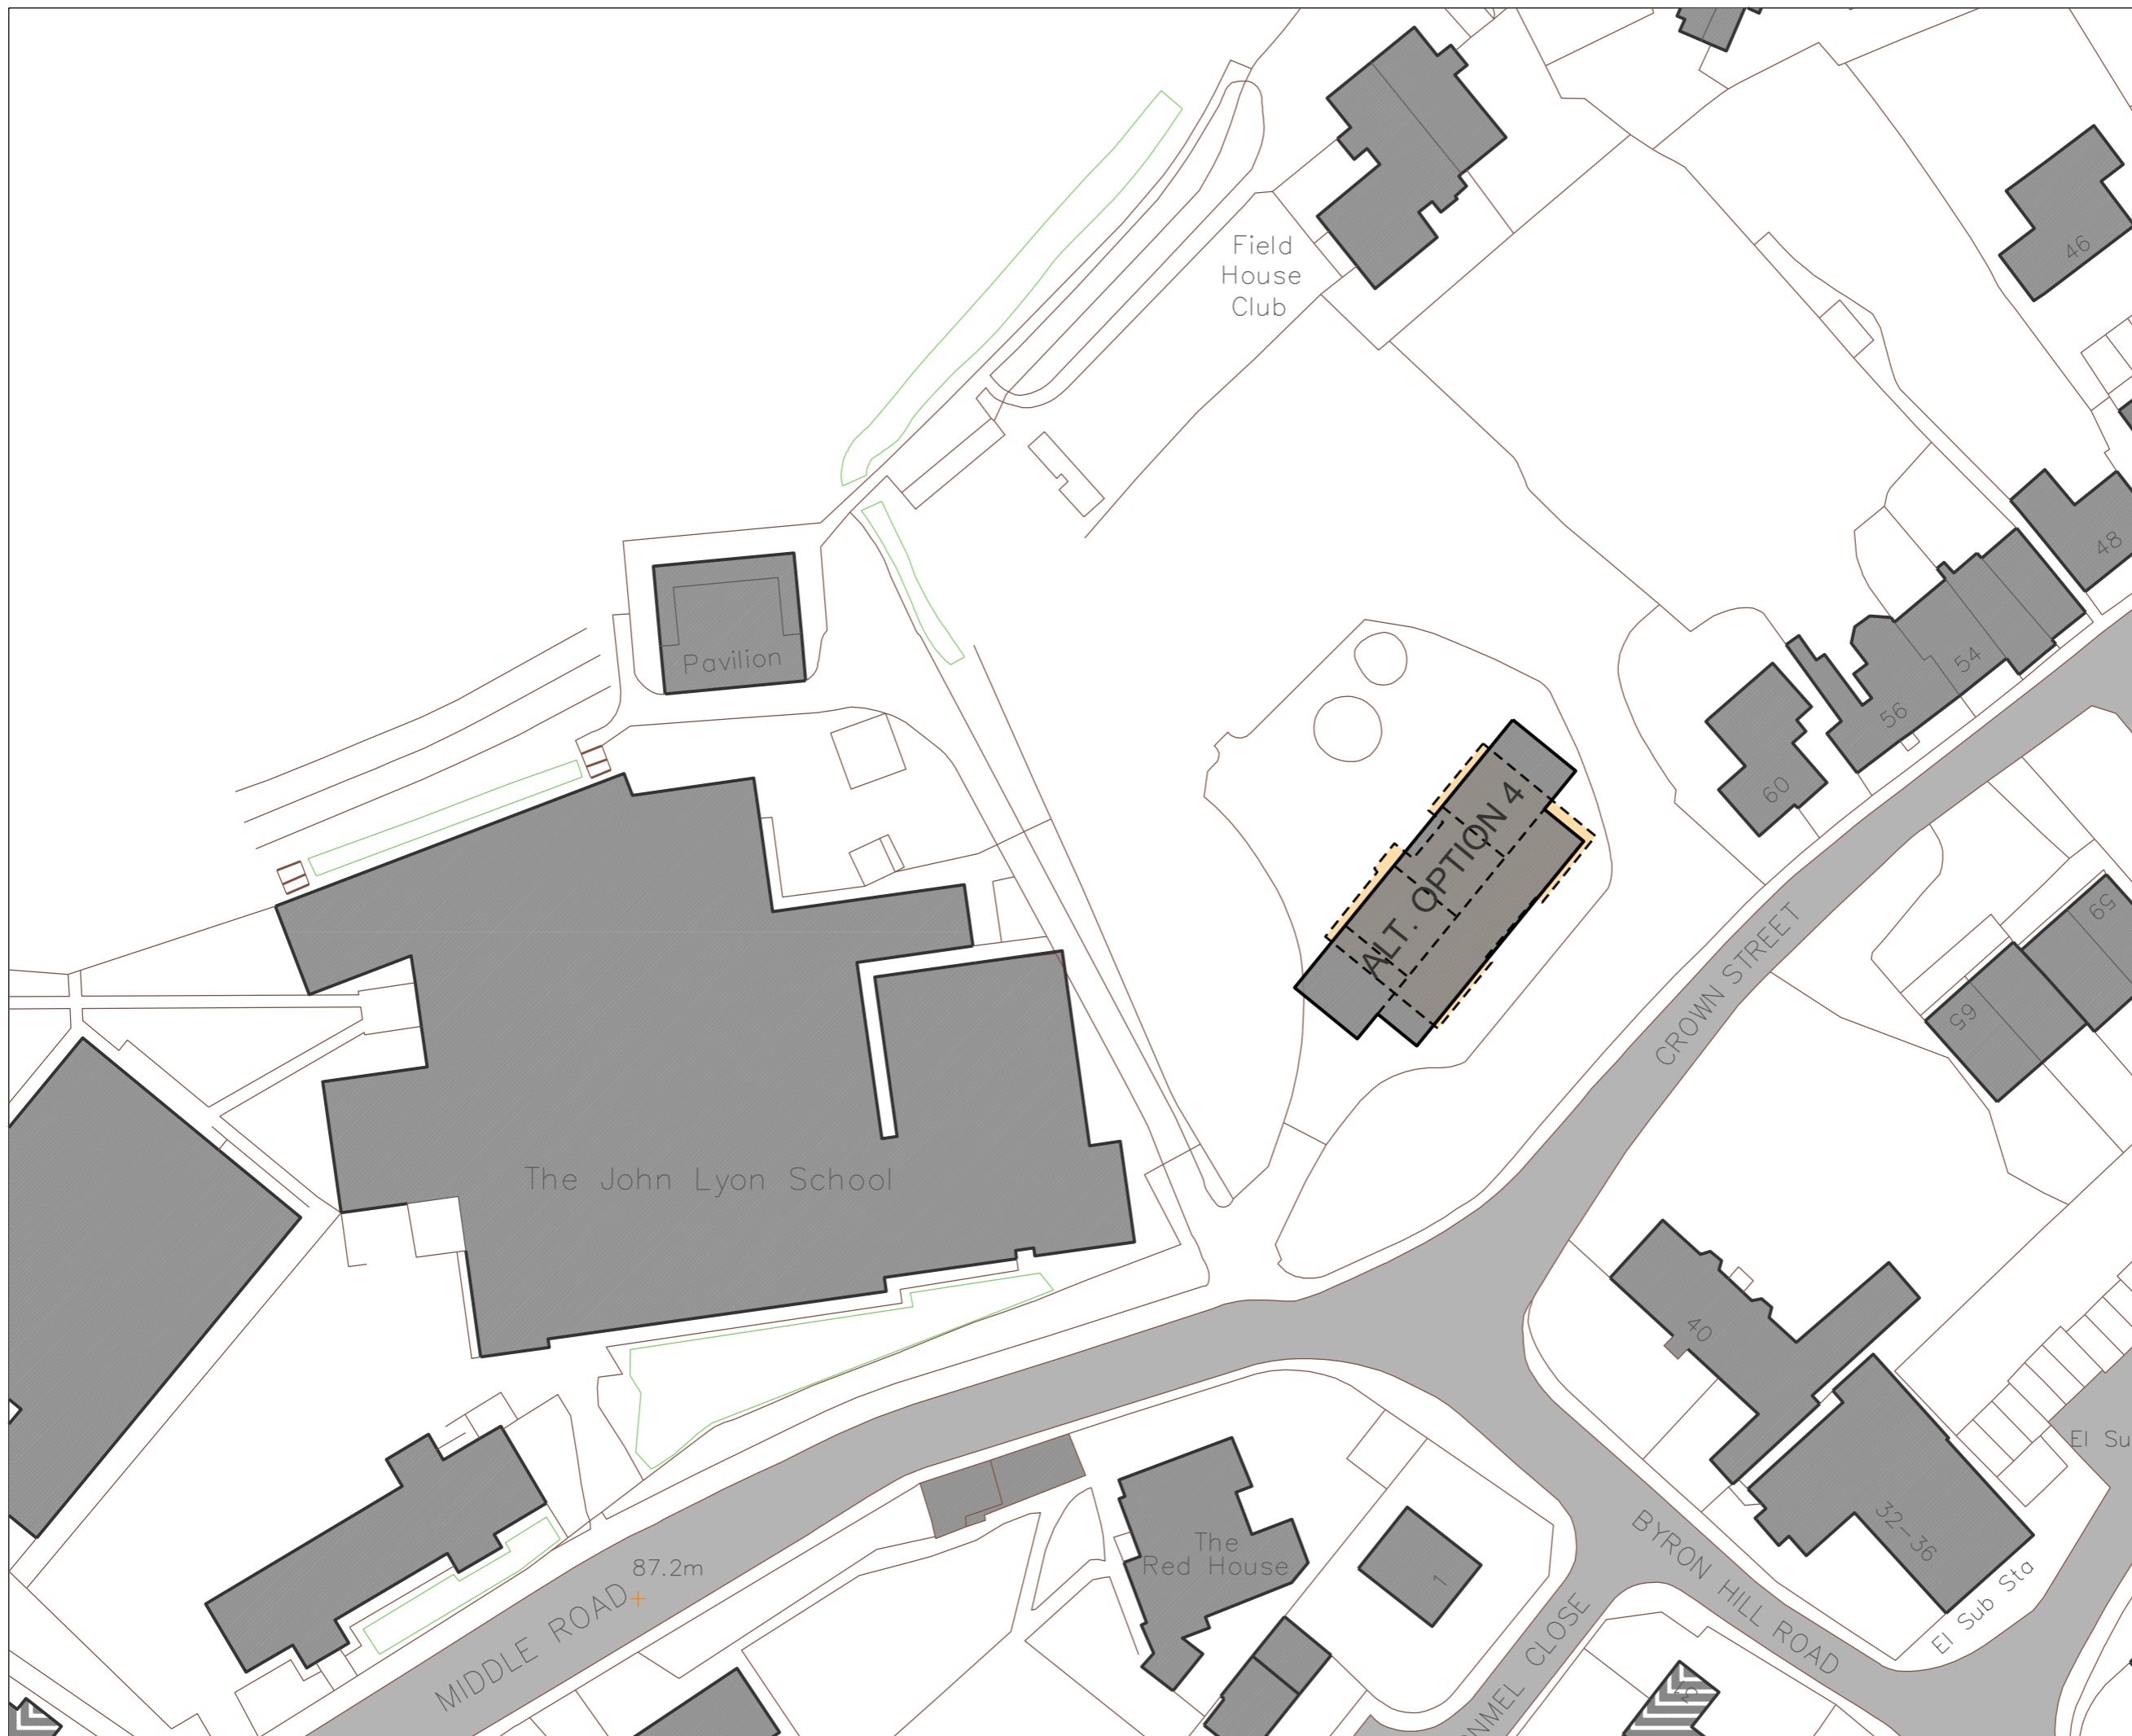 Field
House
Club
46
48
54
56
60
Pavilion
ALT. OPTION 4
59
65
CROWN STREET
The John Lyon School
40
El Su
32-36
The
Red House
1
BYRON HILL ROAD
El Sub Sta
87.2m
MIDDLE ROAD
NMEL CLOSE